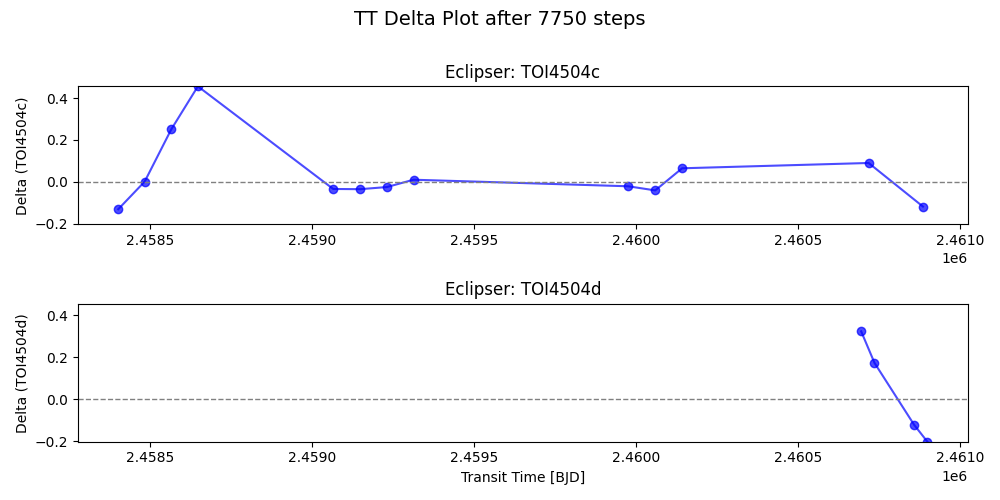 TT Delta Plot after 7750 steps
Eclipser: TOI4504c
Delta (TOI4504c)
0.4
0.2
0.0
−0.2
2.4585 2.4590 2.4595 2.4600 2.4605 2.4610
1e6
Eclipser: TOI4504d
Delta (TOI4504d)
0.4
0.2
0.0
−0.2
2.4585 2.4590 2.4595 2.4600 2.4605 2.4610
1e6
Transit Time [BJD]